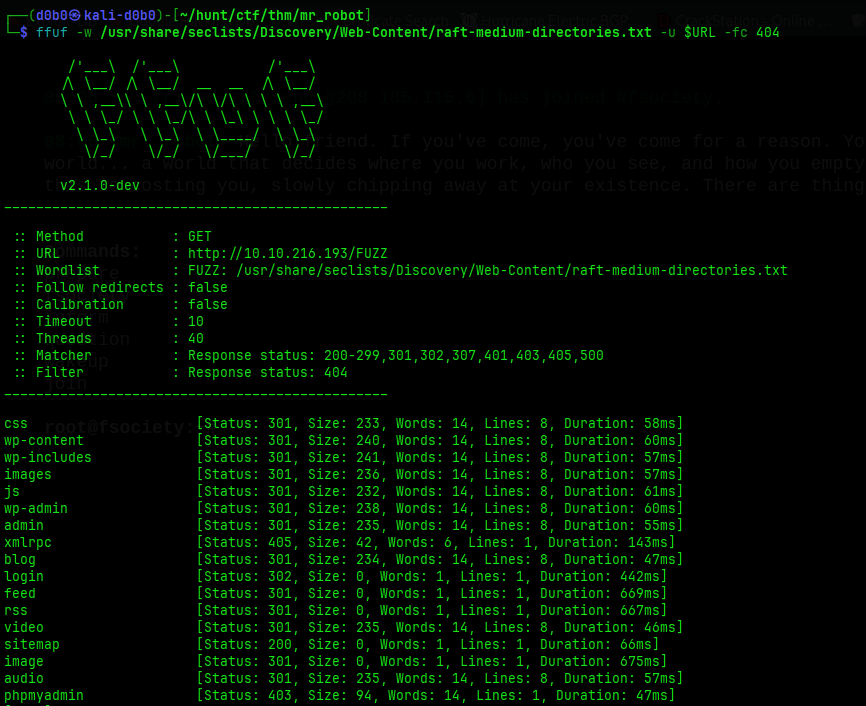 ┌──(d0b0㉿kali-d0b0)-[~/hunt/ctf/thm/mr_robot]
└─$ ffuf -w /usr/share/seclists/Discovery/Web-Content/raft-medium-directories.txt -u $URL -fc 404
v2.1.0-dev
:: Method : GET
:: URL : http://10.10.216.193/FUZZ
:: Wordlist : FUZZ: /usr/share/seclists/Discovery/Web-Content/raft-medium-directories.txt
:: Follow redirects : false
:: Calibration : false
:: Timeout : 10
:: Threads : 40
:: Matcher : Response status: 200-299,301,302,307,401,403,405,500
:: Filter : Response status: 404
css [Status: 301, Size: 233, Words: 14, Lines: 8, Duration: 58ms]
wp-content [Status: 301, Size: 240, Words: 14, Lines: 8, Duration: 60ms]
wp-includes [Status: 301, Size: 241, Words: 14, Lines: 8, Duration: 57ms]
images [Status: 301, Size: 236, Words: 14, Lines: 8, Duration: 57ms]
js [Status: 301, Size: 232, Words: 14, Lines: 8, Duration: 61ms]
wp-admin [Status: 301, Size: 238, Words: 14, Lines: 8, Duration: 60ms]
admin [Status: 301, Size: 235, Words: 14, Lines: 8, Duration: 55ms]
xmlrpc [Status: 405, Size: 42, Words: 6, Lines: 1, Duration: 143ms]
blog [Status: 301, Size: 234, Words: 14, Lines: 8, Duration: 47ms]
login [Status: 302, Size: 0, Words: 1, Lines: 1, Duration: 442ms]
feed [Status: 301, Size: 0, Words: 1, Lines: 1, Duration: 669ms]
rss [Status: 301, Size: 0, Words: 1, Lines: 1, Duration: 667ms]
video [Status: 301, Size: 235, Words: 14, Lines: 8, Duration: 46ms]
sitemap [Status: 200, Size: 0, Words: 1, Lines: 1, Duration: 66ms]
image [Status: 301, Size: 0, Words: 1, Lines: 1, Duration: 675ms]
audio [Status: 301, Size: 235, Words: 14, Lines: 8, Duration: 57ms]
phpmyadmin [Status: 403, Size: 94, Words: 14, Lines: 1, Duration: 47ms]